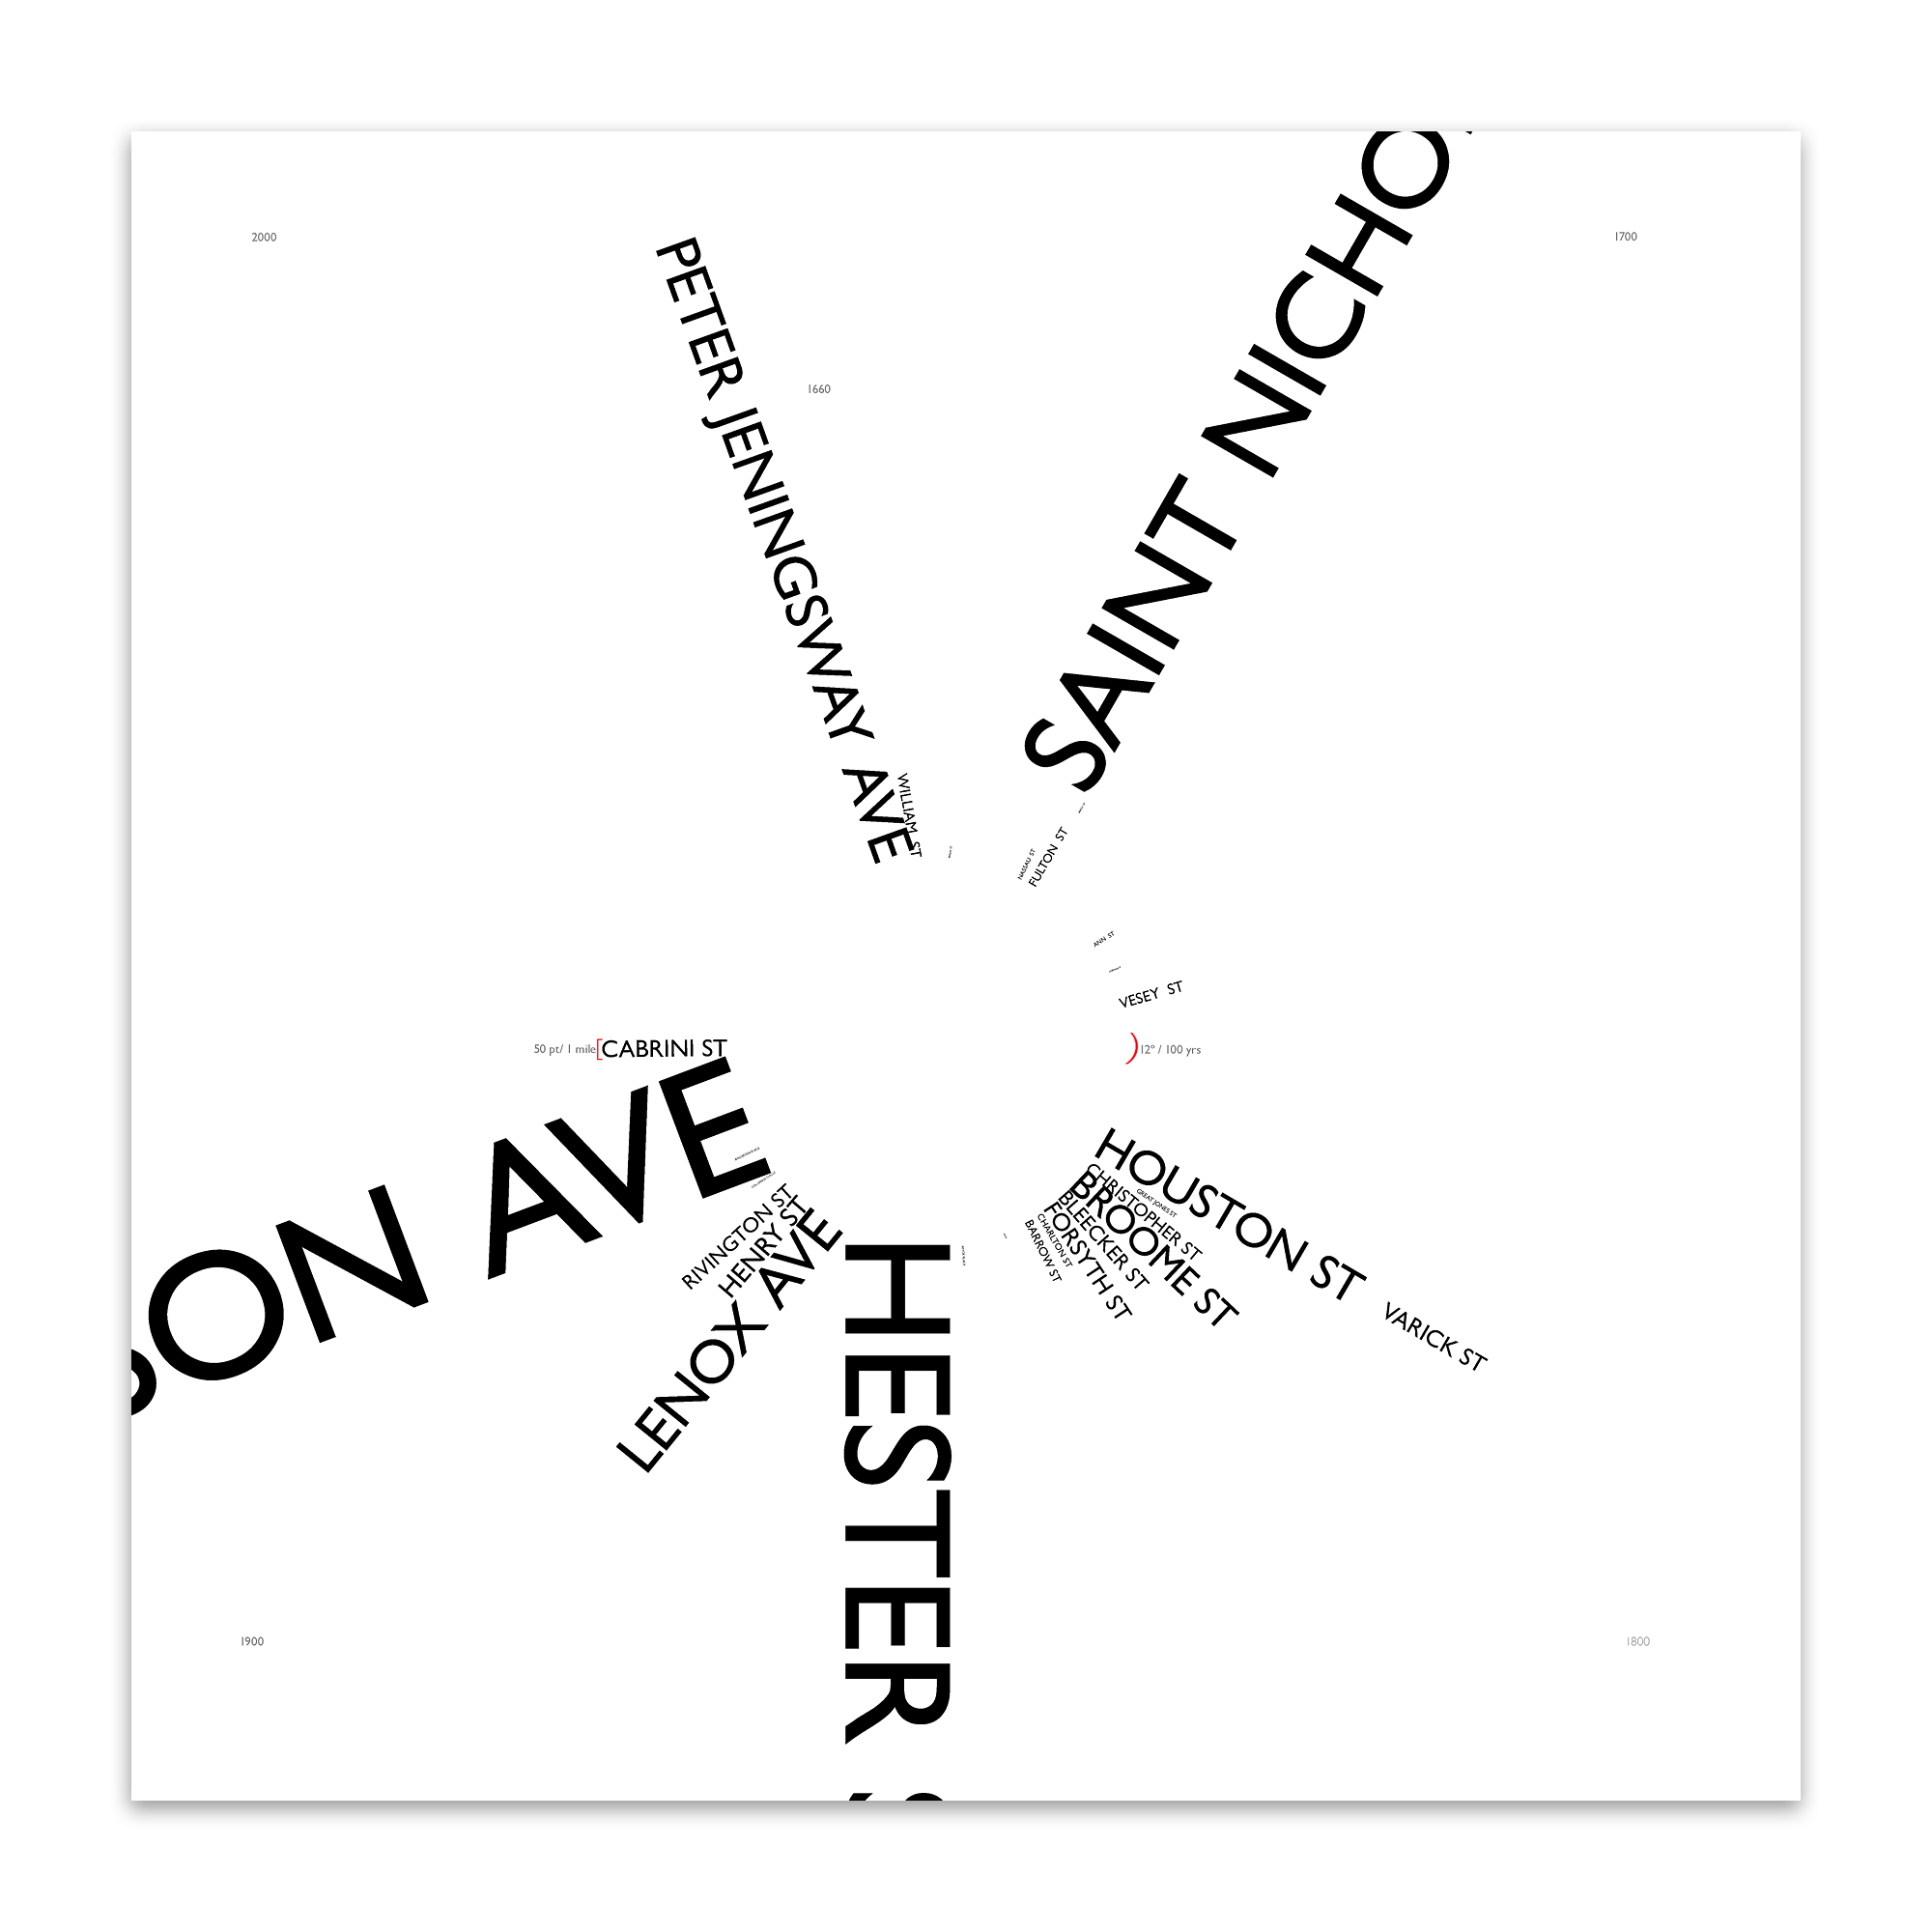 2000
1700
1660
PETER JENNINGSWAY AVE
SAINT NICHO
WILLIAM ST
NASSAU ST
FULTON ST
ANN ST
VESEY ST
50 pt/ 1 mile
CABRINI ST
12° / 100 yrs
SON AVE
RIVINGTON ST
HENRY ST
LENOX AVE
HESTER
HOUSTON ST
GREAT JONES ST
CHRISTOPHER ST
BROOME ST
BLEECKER ST
FORSYTH ST
CHARLTON ST
BARROW ST
VARICK ST
1900
1800